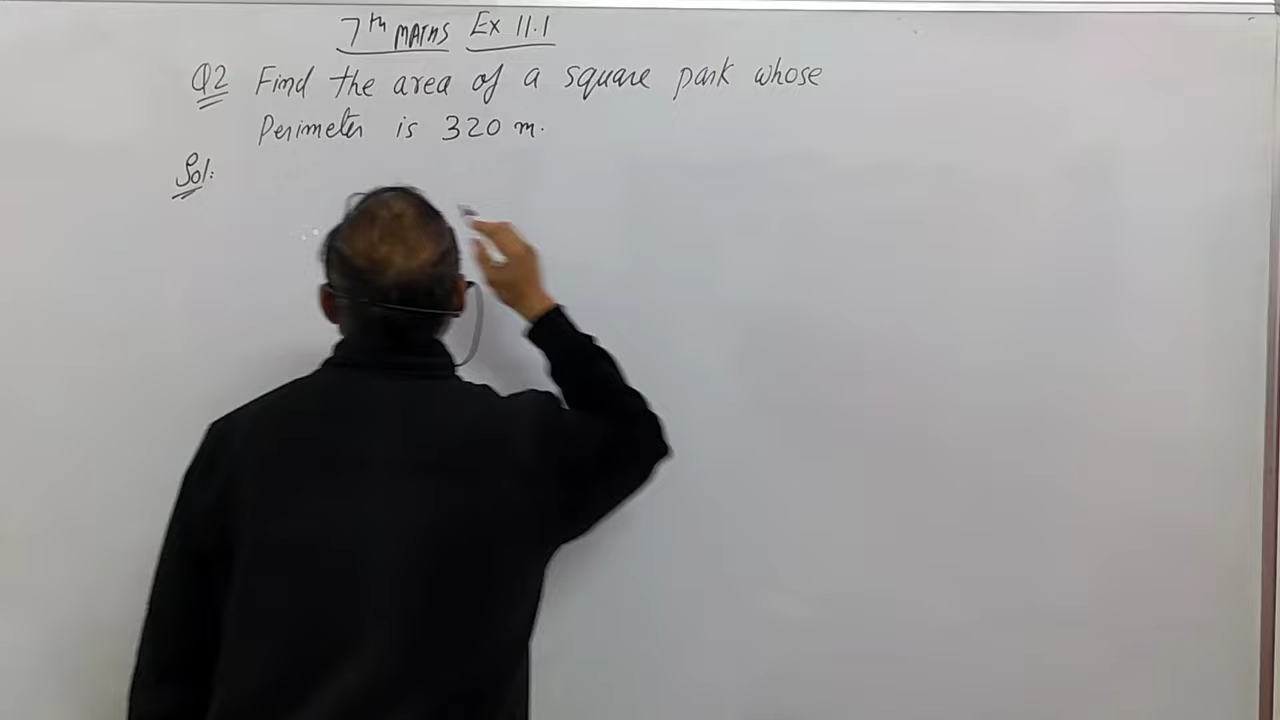 7th MATHS Ex 11.1
Q2 Find the area of a square park whose
Perimeter is 320 m.
Sol: